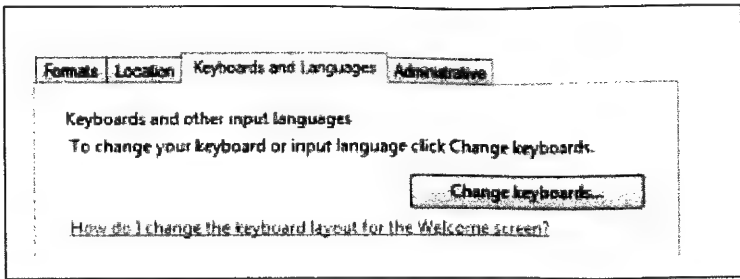 Formats Location Keyboards and Languages Administrative
Keyboards and other input languages
To change your keyboard or input language click Change keyboards.
Change keyboards...
How do I change the keyboard layout for the Welcome screen?